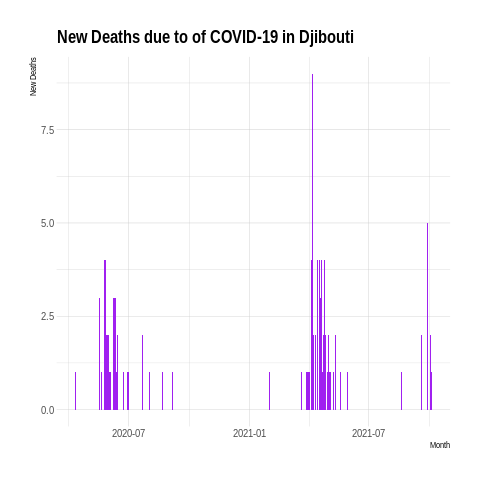 New Deaths due to of COVID-19 in Djibouti
New Deaths
7.5
5.0
2.5
0.0
2020-07 2021-01 2021-07
Month